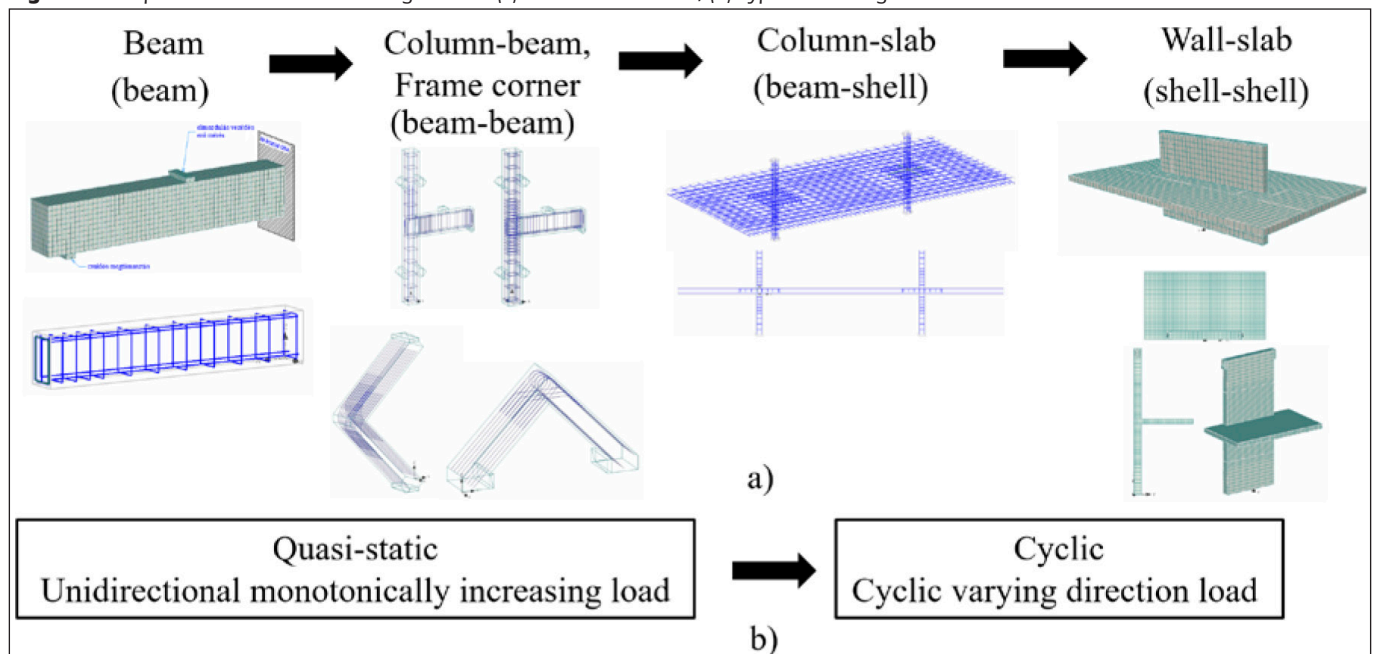 Beam
(beam)
Column-beam,
Frame corner
(beam-beam)
Column-slab
(beam-shell)
Wall-slab
(shell-shell)
a)
Quasi-static
Unidirectional monotonically increasing load
Cyclic
Cyclic varying direction load
b)